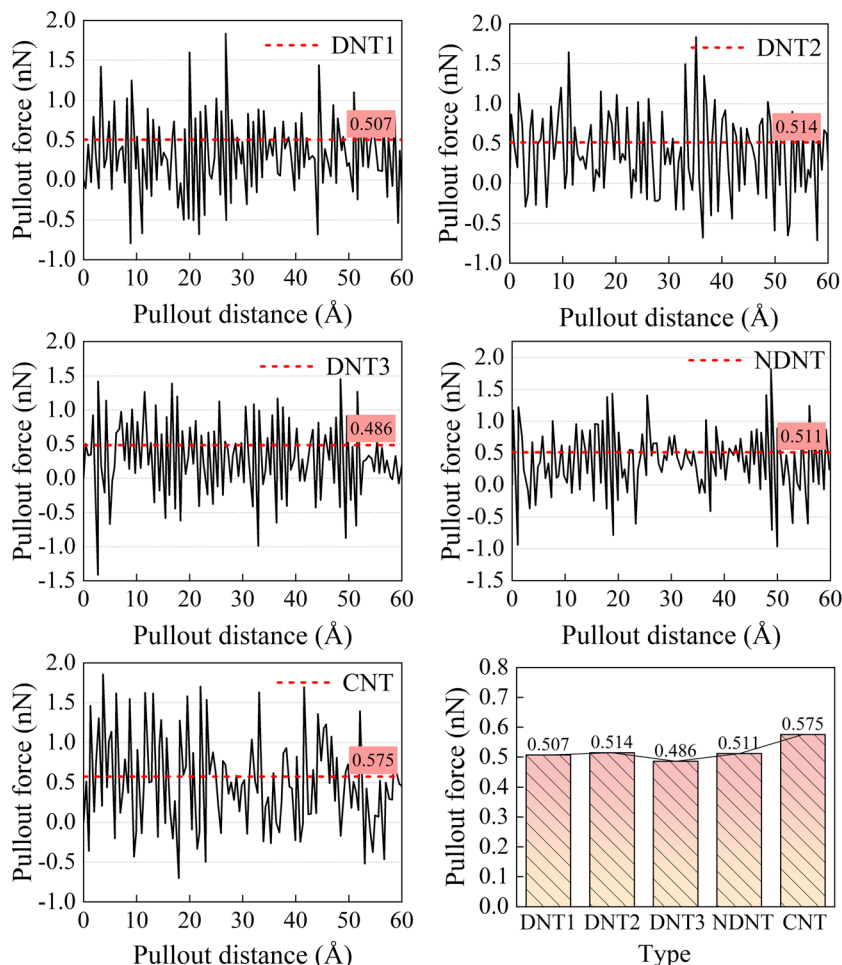 DNT1
0.507
Pullout force (nN)
2.0
1.5
1.0
0.5
0.0
-0.5
-1.0
0 10 20 30 40 50 60
Pullout distance (Å)
DNT2
0.514
Pullout force (nN)
2.0
1.5
1.0
0.5
0.0
-0.5
-1.0
0 10 20 30 40 50 60
Pullout distance (Å)
DNT3
0.486
Pullout force (nN)
2.0
1.5
1.0
0.5
0.0
-0.5
-1.0
-1.5
0 10 20 30 40 50 60
Pullout distance (Å)
NDNT
0.511
Pullout force (nN)
2.0
1.5
1.0
0.5
0.0
-0.5
-1.0
-1.5
0 10 20 30 40 50 60
Pullout distance (Å)
CNT
0.575
Pullout force (nN)
2.0
1.5
1.0
0.5
0.0
-0.5
-1.0
0 10 20 30 40 50 60
Pullout distance (Å)
Pullout force (nN)
0.8
0.7
0.6
0.5
0.4
0.3
0.2
0.1
0.0
0.507 0.514 0.486 0.511 0.575
DNT1 DNT2 DNT3 NDNT CNT
Type